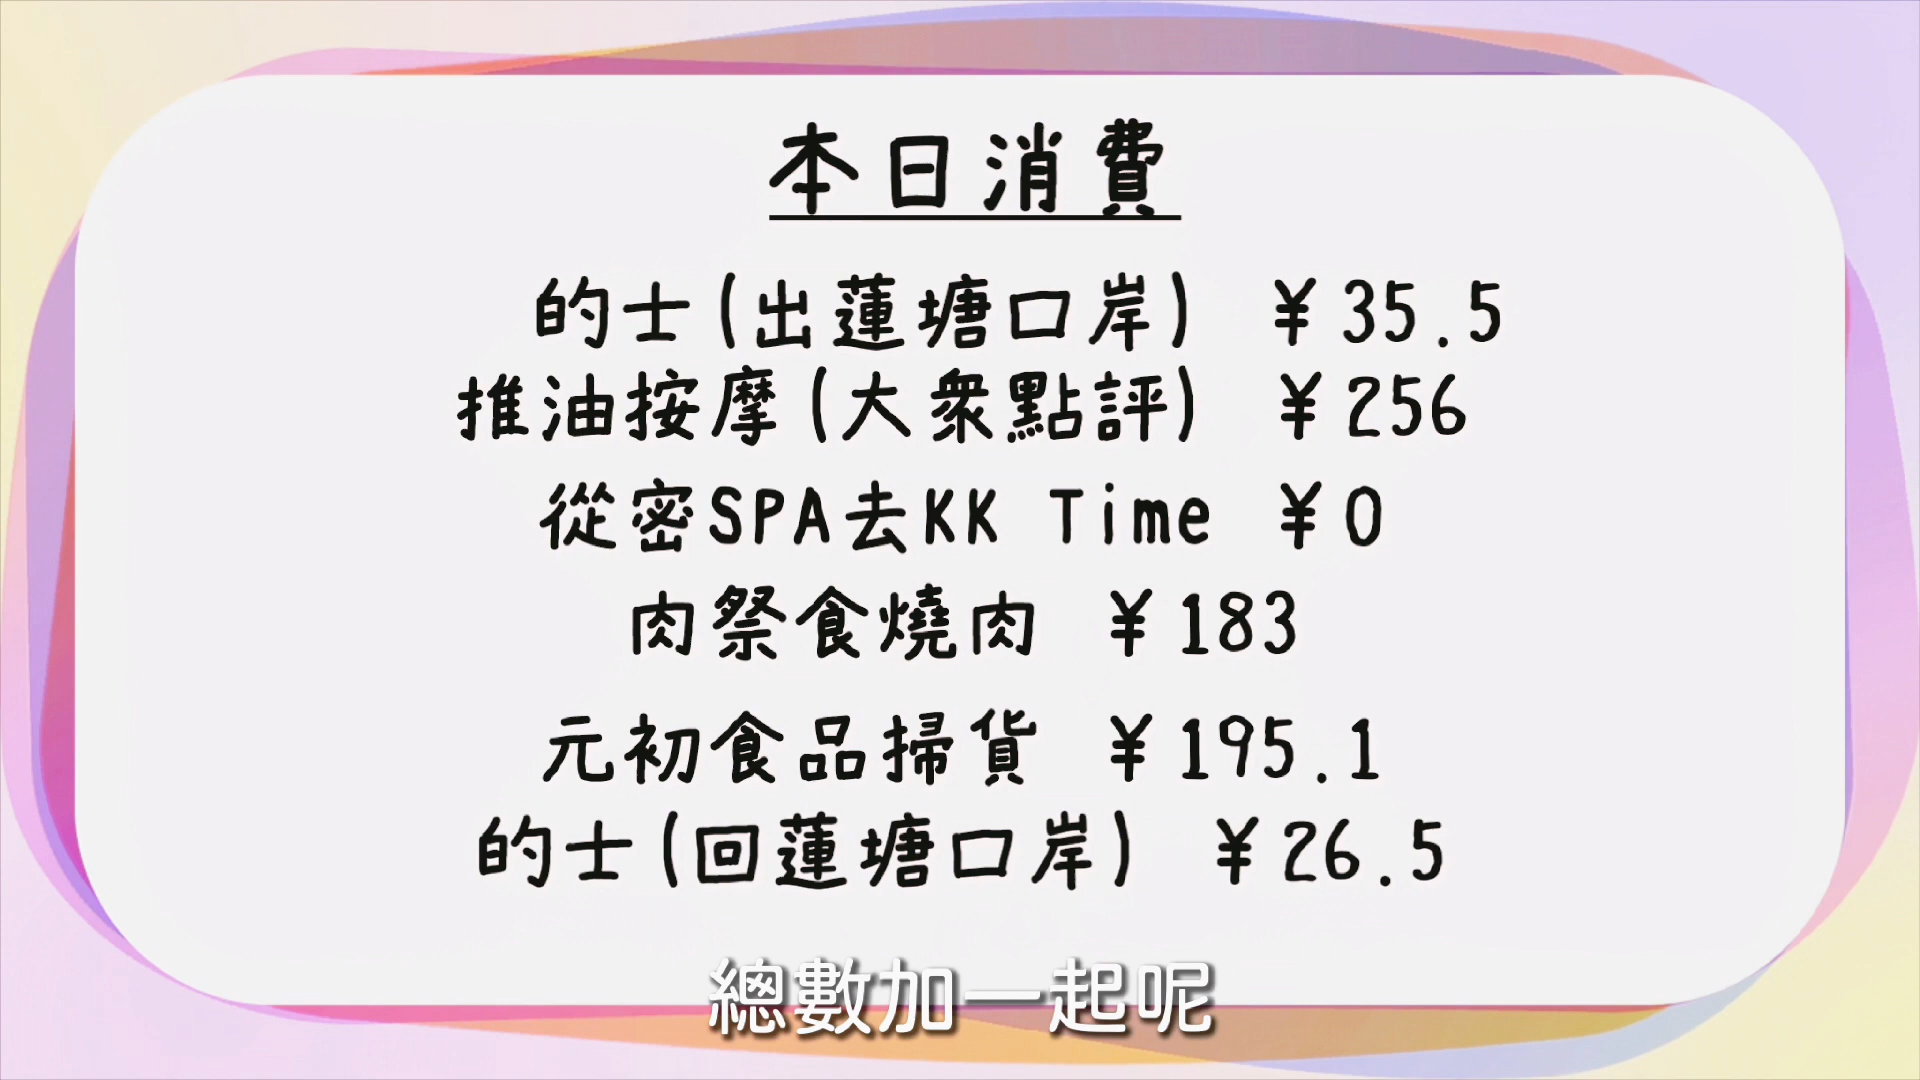 本日消費
的士(出蓮塘口岸) ¥35.5
推油按摩(大衆點評) ¥256
從密SPA去KK Time ¥0
肉祭食燒肉 ¥183
元初食品掃貨 ¥195.1
的士(回蓮塘口岸) ¥26.5
總數加一起呢